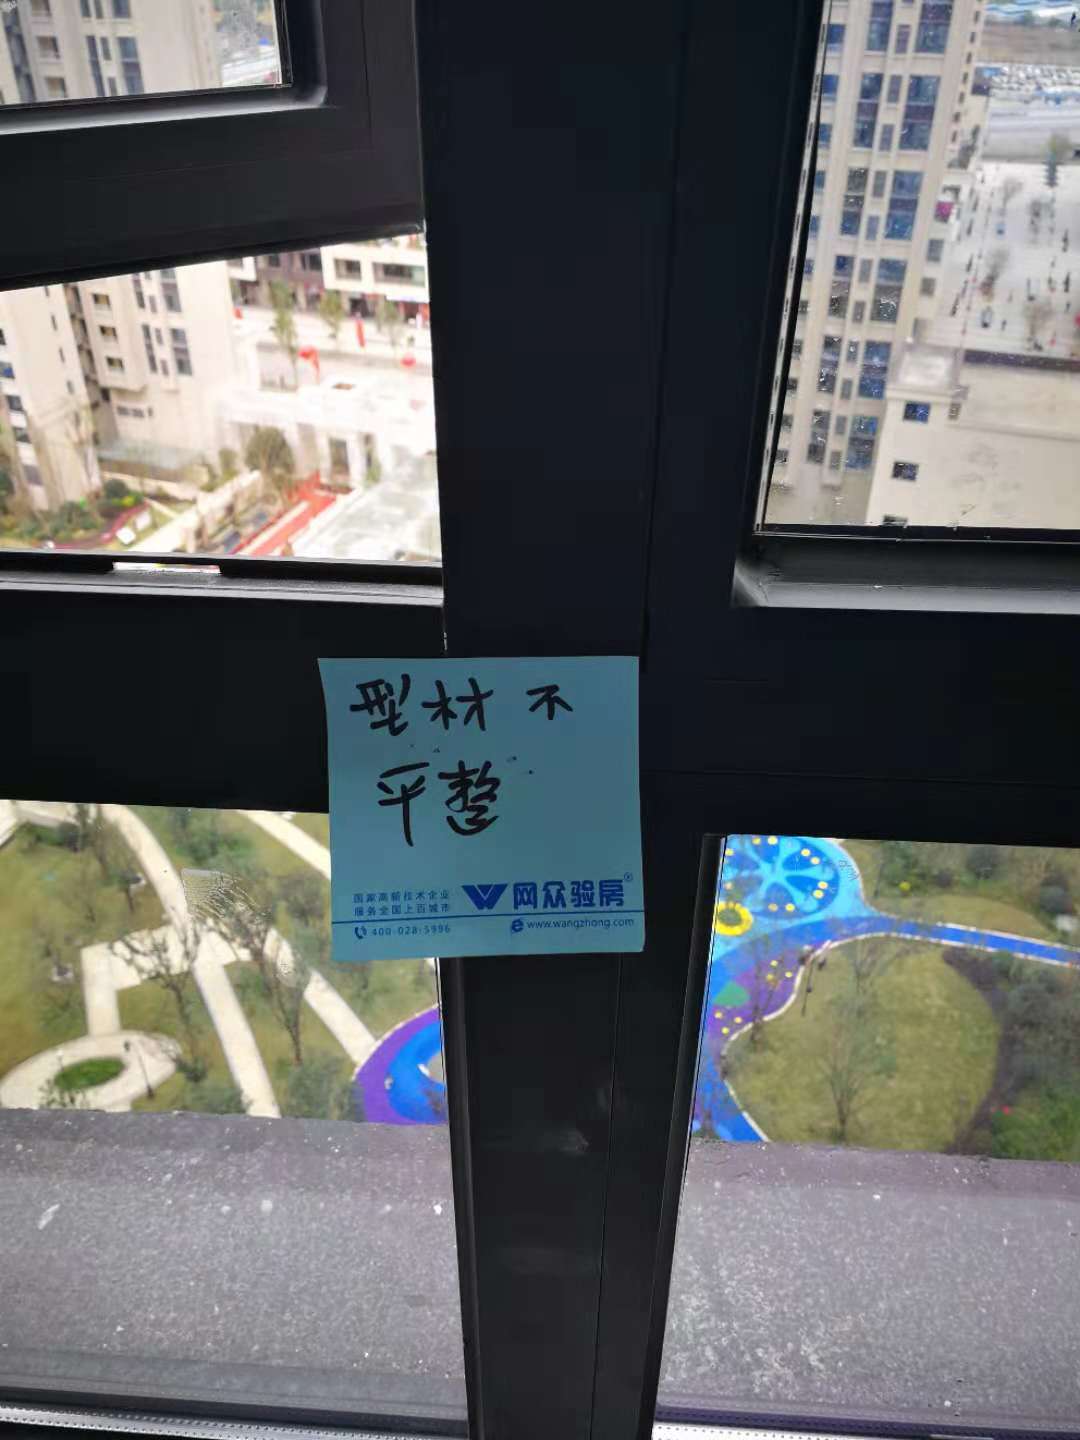 型材不
平整
国家高新技术企业
服务全国上百城市
400-028-5996
网众验房®
www.wangzhong.com